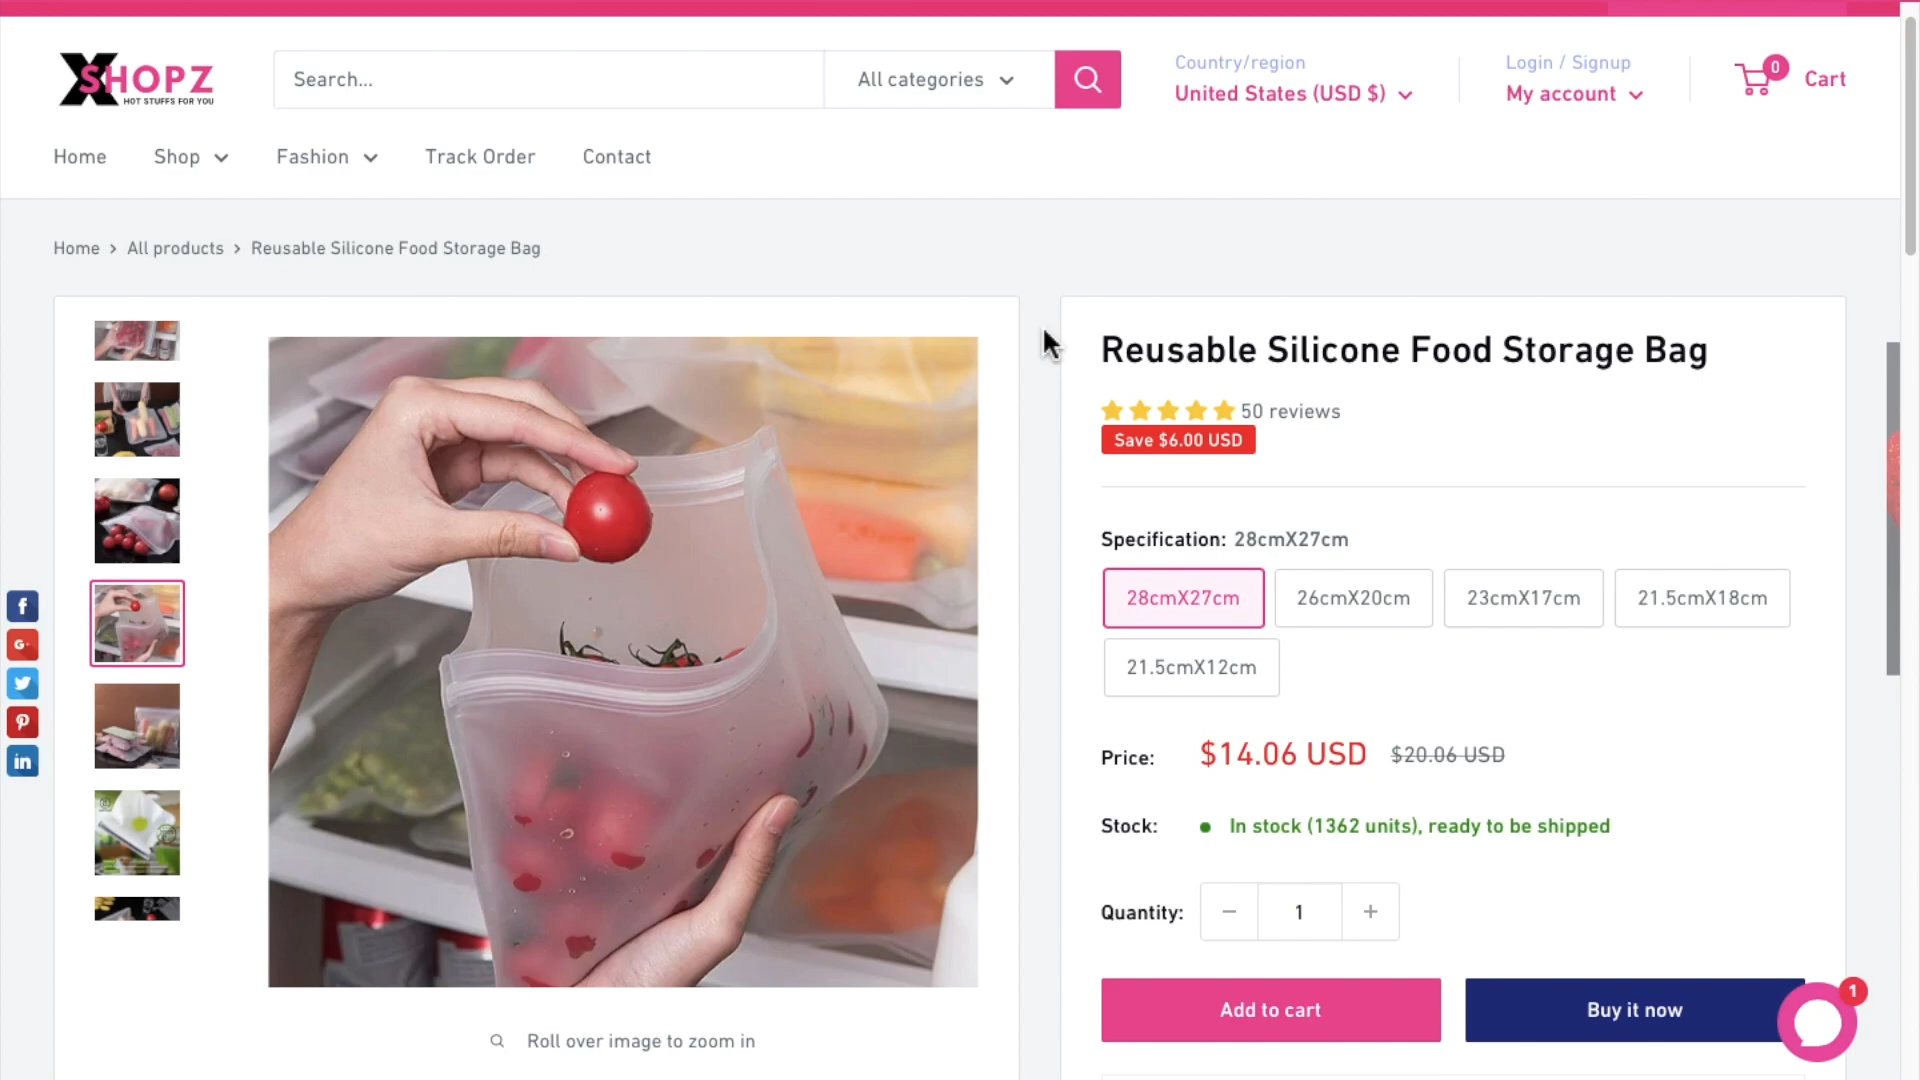 XSHOPZ
HOT STUFFS FOR YOU
Search...
All categories
Country/region
United States (USD $)
Login / Signup
My account
0
Cart
Home
Shop
Fashion
Track Order
Contact
Home > All products > Reusable Silicone Food Storage Bag
Reusable Silicone Food Storage Bag
50 reviews
Save $6.00 USD
Specification: 28cmX27cm
28cmX27cm
26cmX20cm
23cmX17cm
21.5cmX18cm
21.5cmX12cm
Price: $14.06 USD $20.06 USD
Stock: In stock (1362 units), ready to be shipped
Quantity: − 1 +
Add to cart
Buy it now
1
Roll over image to zoom in
f
G+
in